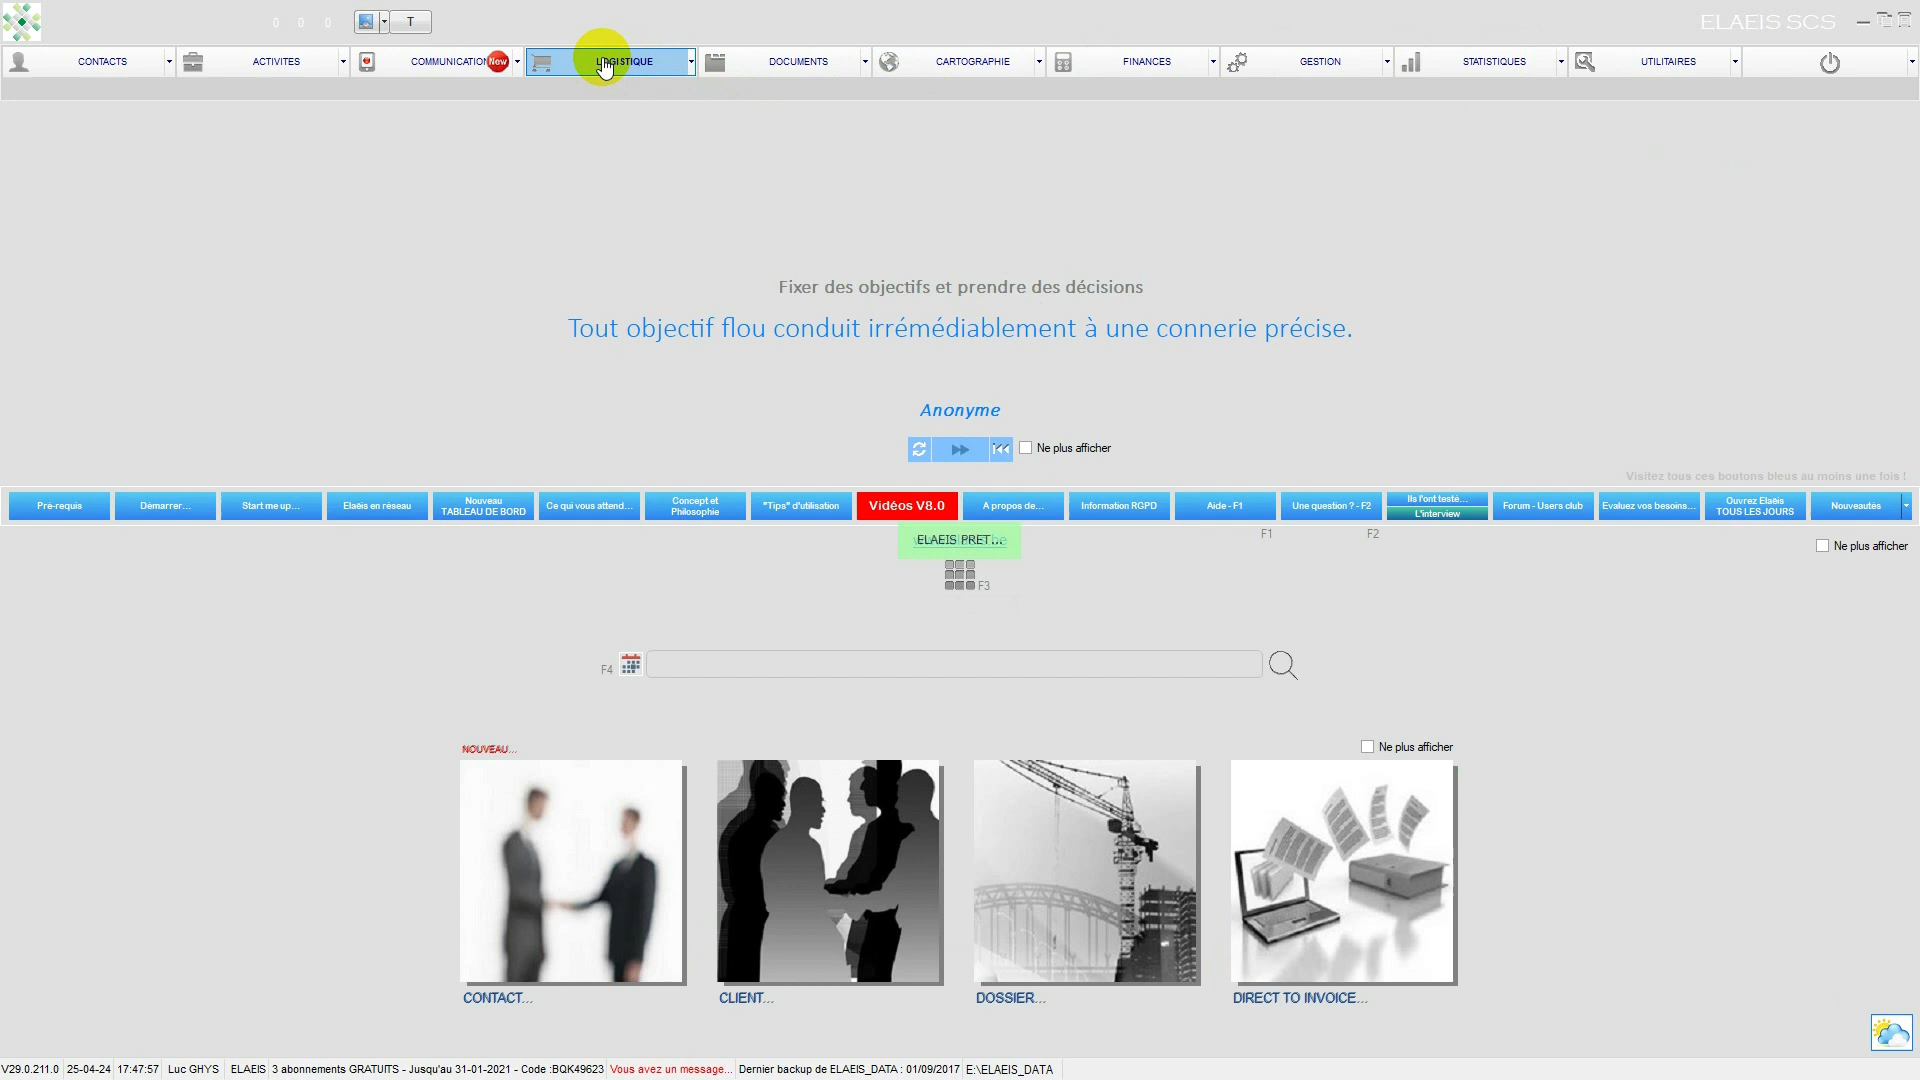 0 0 0 T ELAEIS SCS
CONTACTS ACTIVITES COMMUNICATION New LOGISTIQUE DOCUMENTS CARTOGRAPHIE FINANCES GESTION STATISTIQUES UTILITAIRES
Fixer des objectifs et prendre des décisions
Tout objectif flou conduit irrémédiablement à une connerie précise.
Anonyme
Ne plus afficher
Visitez tous ces boutons bleus au moins une fois !
Pré-requis
Démarrer...
Start me up...
Elaëis en réseau
Nouveau
TABLEAU DE BORD
Ce qui vous attend...
Concept et
Philosophie
"Tips" d'utilisation
Vidéos V8.0
A propos de...
Information RGPD
Aide - F1
Une question ? - F2
Ils l'ont testé...
L'interview
Forum - Users club
Evaluez vos besoins...
Ouvrez Elaëis
TOUS LES JOURS
Nouveautés
F1 F2
ELAEIS PRET...
Ne plus afficher
F3
F4
NOUVEAU...
Ne plus afficher
CONTACT... CLIENT... DOSSIER... DIRECT TO INVOICE...
V29.0.211.0 25-04-24 17:47:57 Luc GHYS ELAEIS 3 abonnements GRATUITS - Jusqu'au 31-01-2021 - Code :BQK49623 Vous avez un message... Dernier backup de ELAEIS_DATA : 01/09/2017 E:\ELAEIS_DATA